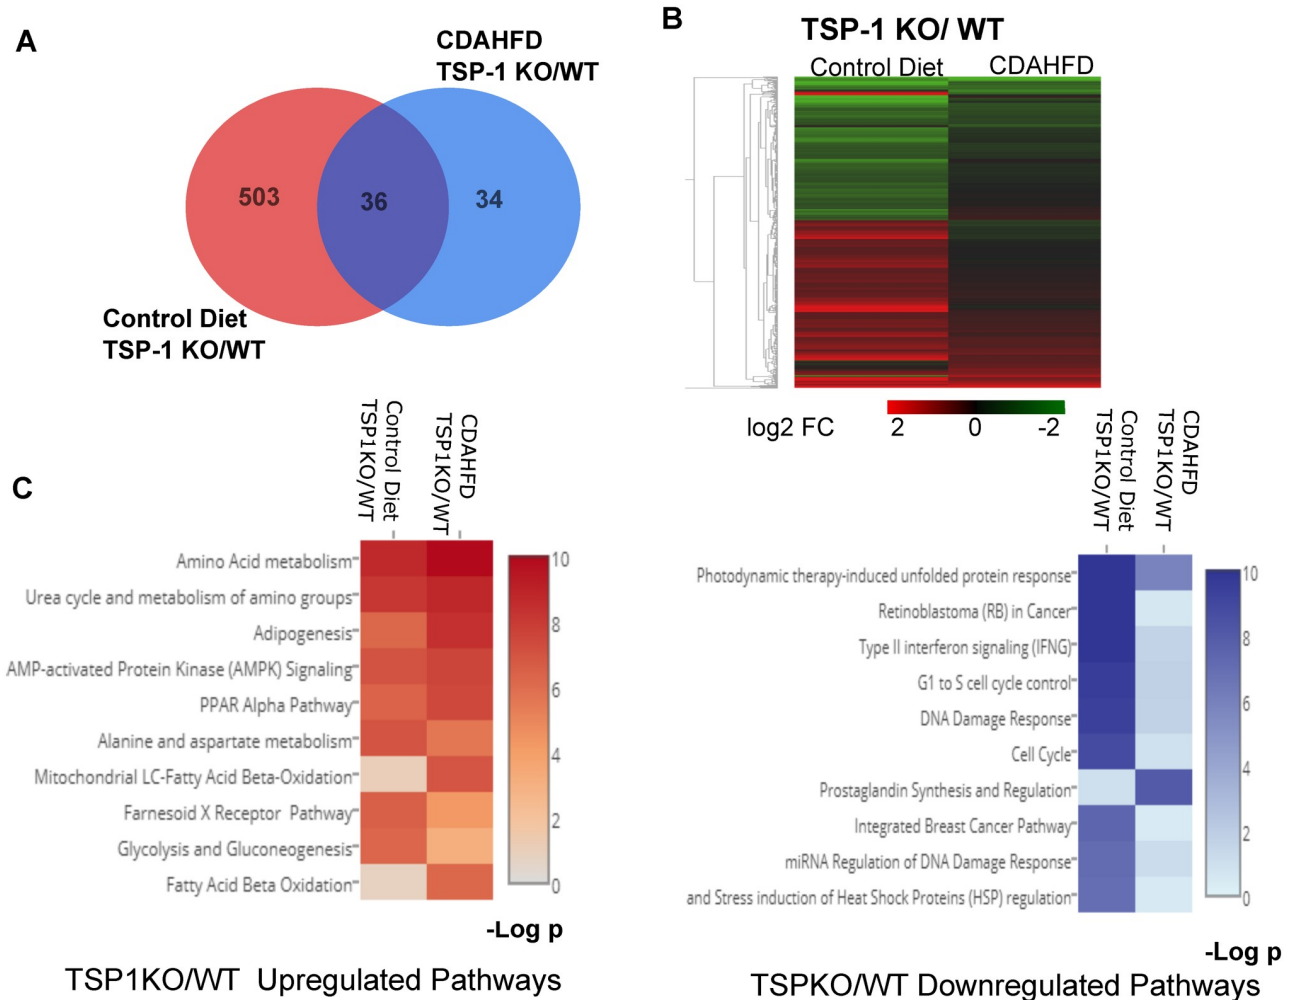 A
CDAHFD
TSP-1 KO/WT
503
36
34
Control Diet
TSP-1 KO/WT
B
TSP-1 KO/ WT
Control Diet
CDAHFD
log2 FC
2
0
-2
C
Control Diet
TSP1KO/WT
CDAHFD
TSP1KO/WT
Amino Acid metabolism
Urea cycle and metabolism of amino groups
Adipogenesis
AMP-activated Protein Kinase (AMPK) Signaling
PPAR Alpha Pathway
Alanine and aspartate metabolism
Mitochondrial LC-Fatty Acid Beta-Oxidation
Farnesoid X Receptor Pathway
Glycolysis and Gluconeogenesis
Fatty Acid Beta Oxidation
10
8
6
4
2
0
-Log p
TSP1KO/WT Upregulated Pathways
Control Diet
TSP1KO/WT
CDAHFD
TSP1KO/WT
Photodynamic therapy-induced unfolded protein response
Retinoblastoma (RB) in Cancer
Type II interferon signaling (IFNG)
G1 to S cell cycle control
DNA Damage Response
Cell Cycle
Prostaglandin Synthesis and Regulation
Integrated Breast Cancer Pathway
miRNA Regulation of DNA Damage Response
and Stress induction of Heat Shock Proteins (HSP) regulation
10
8
6
4
2
0
-Log p
TSPKO/WT Downregulated Pathways